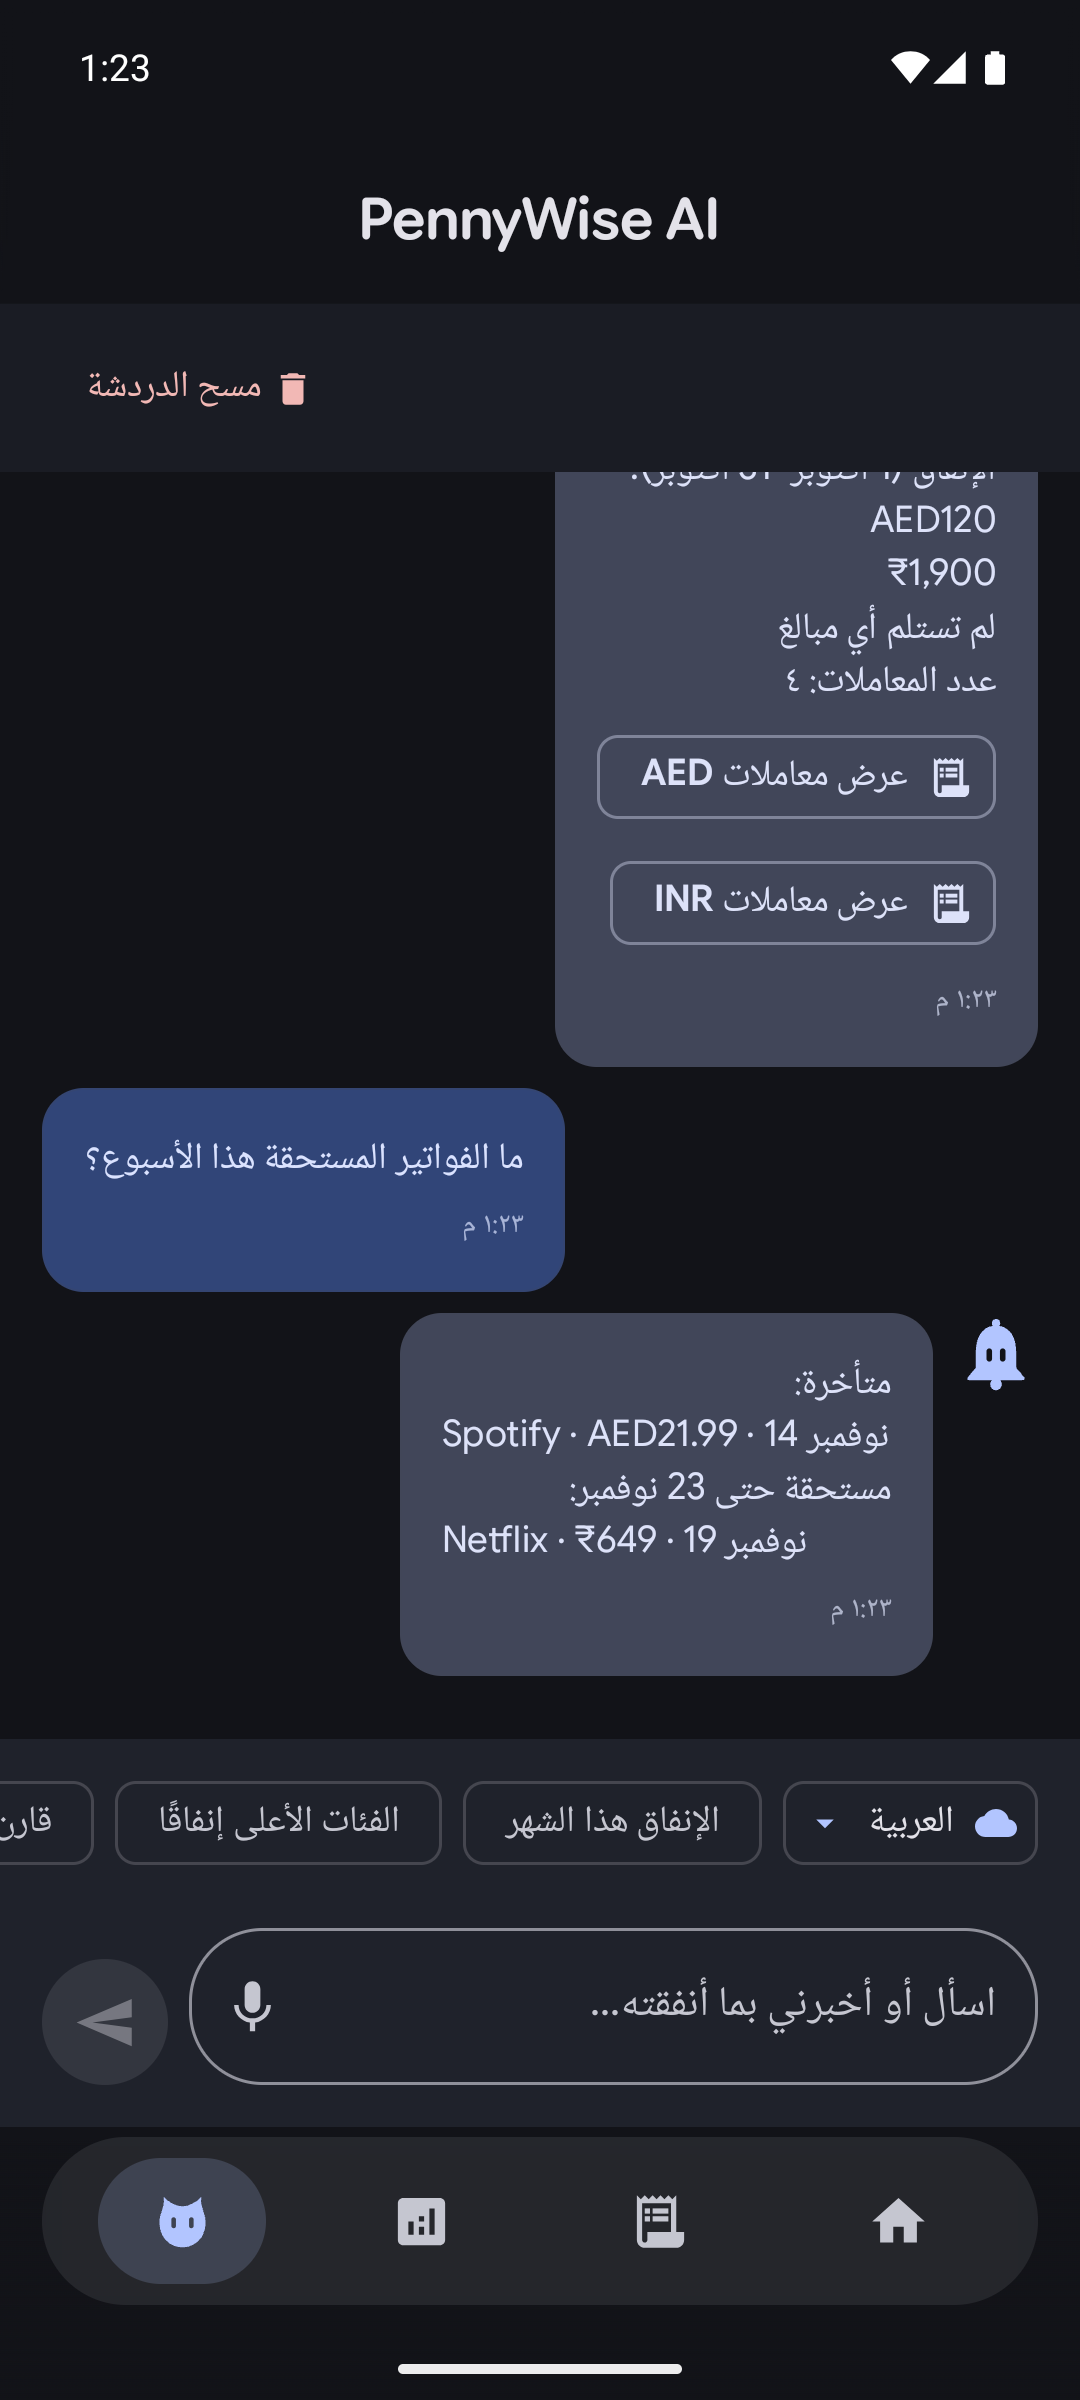 1:23
PennyWise AI
مسح الدردشة
AED120
₹1,900
لم تستلم أي مبالغ
عدد المعاملات: ٤
عرض معاملات AED
عرض معاملات INR
١:٢٣ م
ما الفواتير المستحقة هذا الأسبوع؟
١:٢٣ م
متأخرة:
Spotify · AED21.99 · 14 نوفمبر
مستحقة حتى 23 نوفمبر:
Netflix · ₹649 · 19 نوفمبر
١:٢٣ م
العربية
الإنفاق هذا الشهر
الفئات الأعلى إنفاقًا
قارن
اسأل أو أخبرني بما أنفقته...